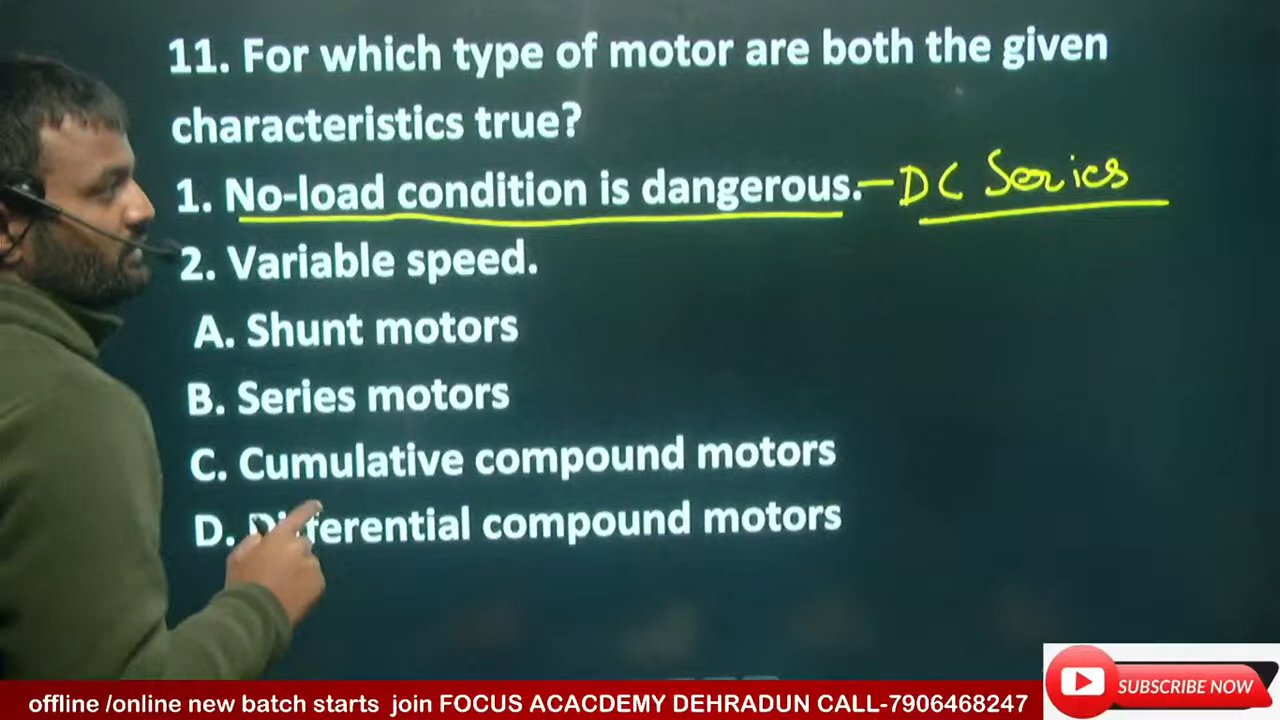 11. For which type of motor are both the given
characteristics true?
1. No-load condition is dangerous. - DC Series
2. Variable speed.
A. Shunt motors
B. Series motors
C. Cumulative compound motors
D. Differential compound motors
offline /online new batch starts join FOCUS ACACDEMY DEHRADUN CALL-7906468247
SUBSCRIBE NOW